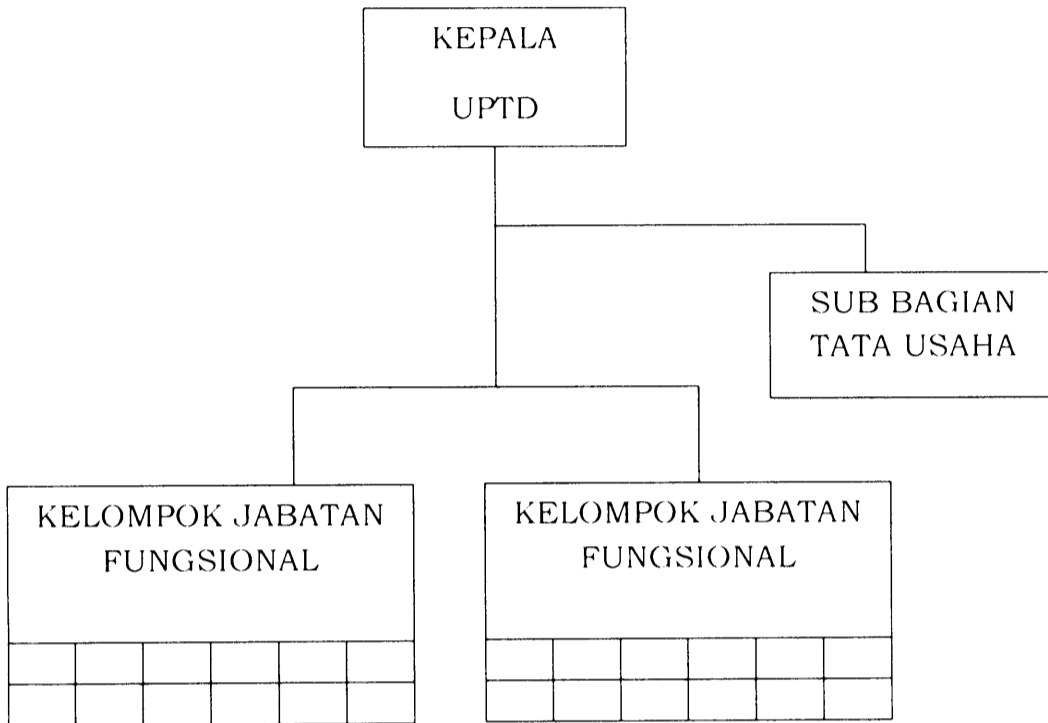 KEPALA
UPTD
SUB BAGIAN
TATA USAHA
KELOMPOK JABATAN
FUNGSIONAL
KELOMPOK JABATAN
FUNGSIONAL